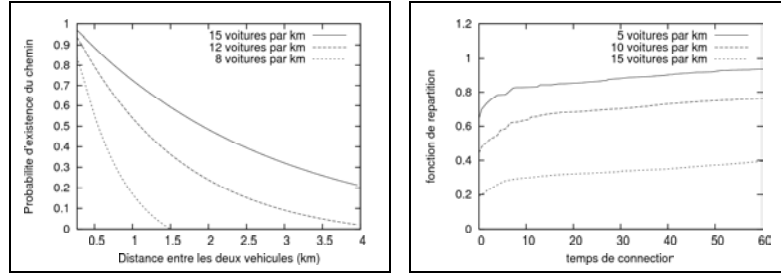 Probabilite d'existence du chemin
1
0.9
0.8
0.7
0.6
0.5
0.4
0.3
0.2
0.1
0
15 voitures par km
12 voitures par km
8 voitures par km
0.5 1 1.5 2 2.5 3 3.5 4
Distance entre les deux vehicules (km)
fonction de repartition
1.2
1
0.8
0.6
0.4
0.2
0
5 voitures par km
10 voitures par km
15 voitures par km
0 10 20 30 40 50 60
temps de connection